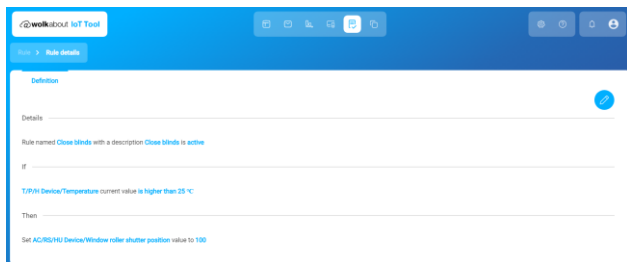 wolkabout IoT Tool
Rule > Rule details
Definition
Details
Rule named Close blinds with a description Close blinds is active
If
T/P/H Device/Temperature current value is higher than 25 °C
Then
Set AC/RS/HU Device/Window roller shutter position value to 100